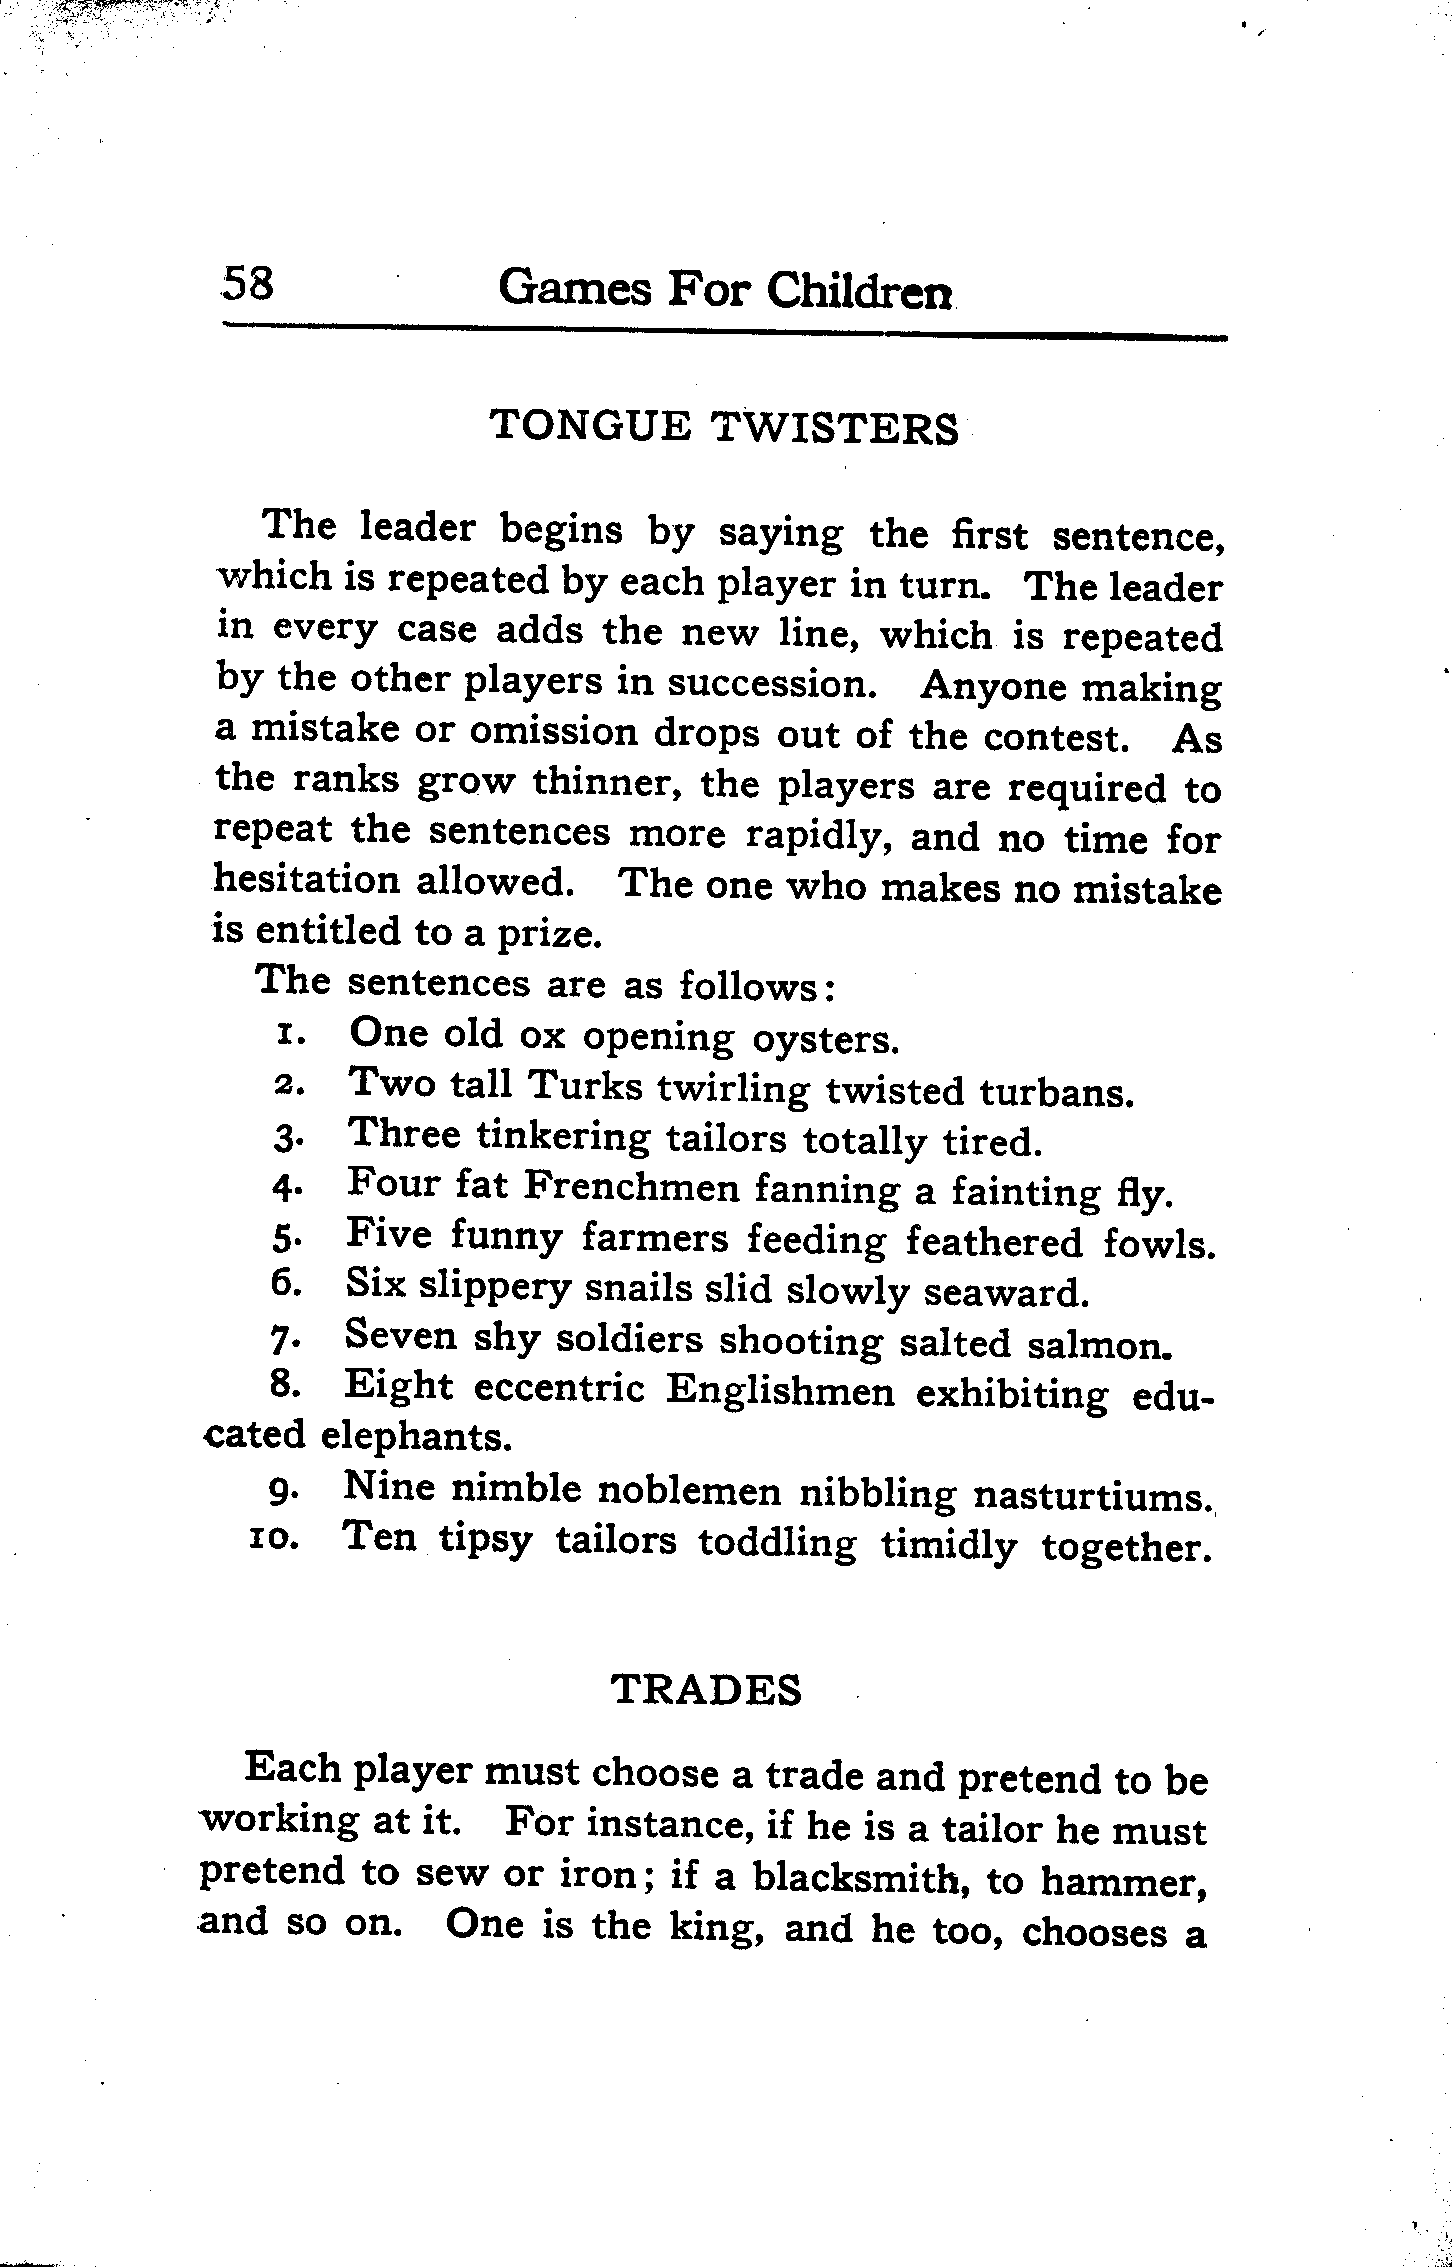 58 Games For Children
TONGUE TWISTERS
The leader begins by saying the first sentence,
which is repeated by each player in turn. The leader
in every case adds the new line, which is repeated
by the other players in succession. Anyone making
a mistake or omission drops out of the contest. As
the ranks grow thinner, the players are required to
repeat the sentences more rapidly, and no time for
hesitation allowed. The one who makes no mistake
is entitled to a prize.
The sentences are as follows:
1. One old ox opening oysters.
2. Two tall Turks twirling twisted turbans.
3. Three tinkering tailors totally tired.
4. Four fat Frenchmen fanning a fainting fly.
5. Five funny farmers feeding feathered fowls.
6. Six slippery snails slid slowly seaward.
7. Seven shy soldiers shooting salted salmon.
8. Eight eccentric Englishmen exhibiting edu-
cated elephants.
9. Nine nimble noblemen nibbling nasturtiums.
10. Ten tipsy tailors toddling timidly together.
TRADES
Each player must choose a trade and pretend to be
working at it. For instance, if he is a tailor he must
pretend to sew or iron; if a blacksmith, to hammer,
and so on. One is the king, and he too, chooses a